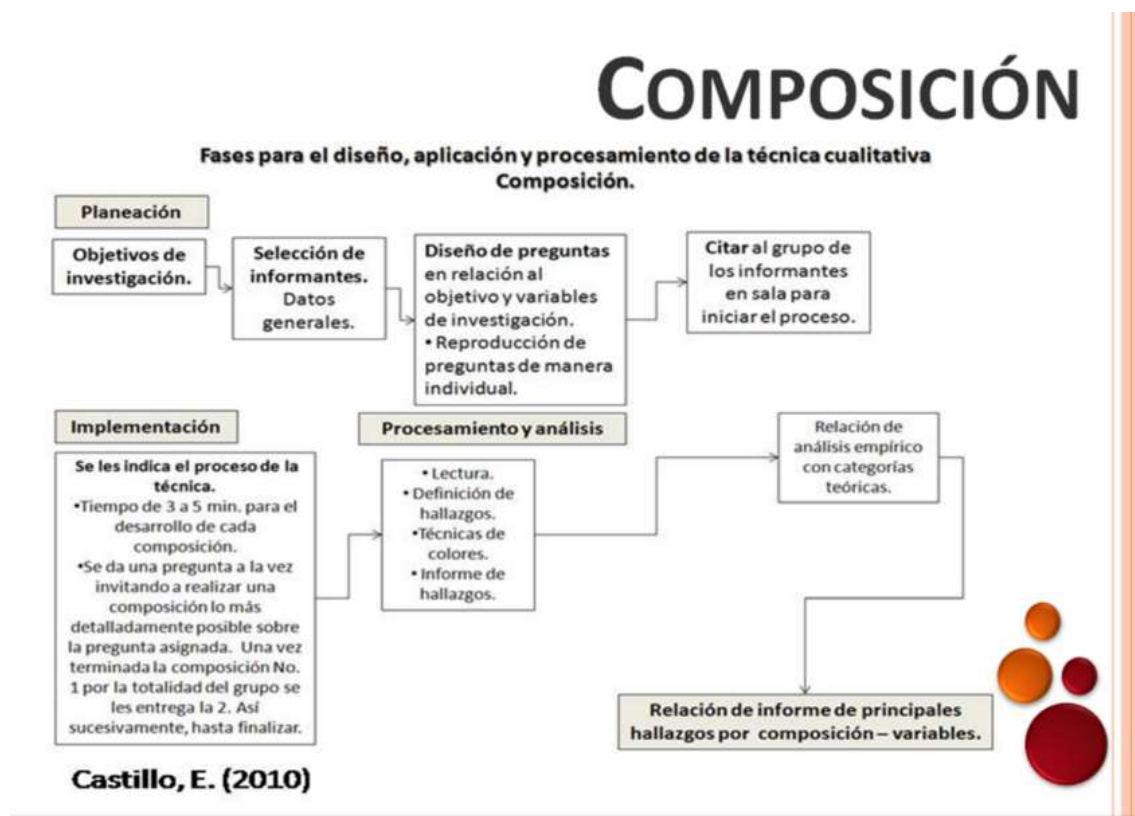 COMPOSICIÓN
Fases para el diseño, aplicación y procesamiento de la técnica cualitativa
Composición.
Planeación
Objetivos de
investigación.
Selección de
informantes.
Datos
generales.
Diseño de preguntas
en relación al
objetivo y variables
de investigación.
• Reproducción de
preguntas de manera
individual.
Citar al grupo de
los informantes
en sala para
iniciar el proceso.
Implementación
Se les indica el proceso de la
técnica.
•Tiempo de 3 a 5 min. para el
desarrollo de cada
composición.
•Se da una pregunta a la vez
invitando a realizar una
composición lo más
detalladamente posible sobre
la pregunta asignada. Una vez
terminada la composición No.
1 por la totalidad del grupo se
les entrega la 2. Así
sucesivamente, hasta finalizar.
Procesamiento y análisis
• Lectura.
• Definición de
hallazgos.
•Técnicas de
colores.
• Informe de
hallazgos.
Relación de
análisis empírico
con categorías
teóricas.
Relación de informe de principales
hallazgos por composición – variables.
Castillo, E. (2010)